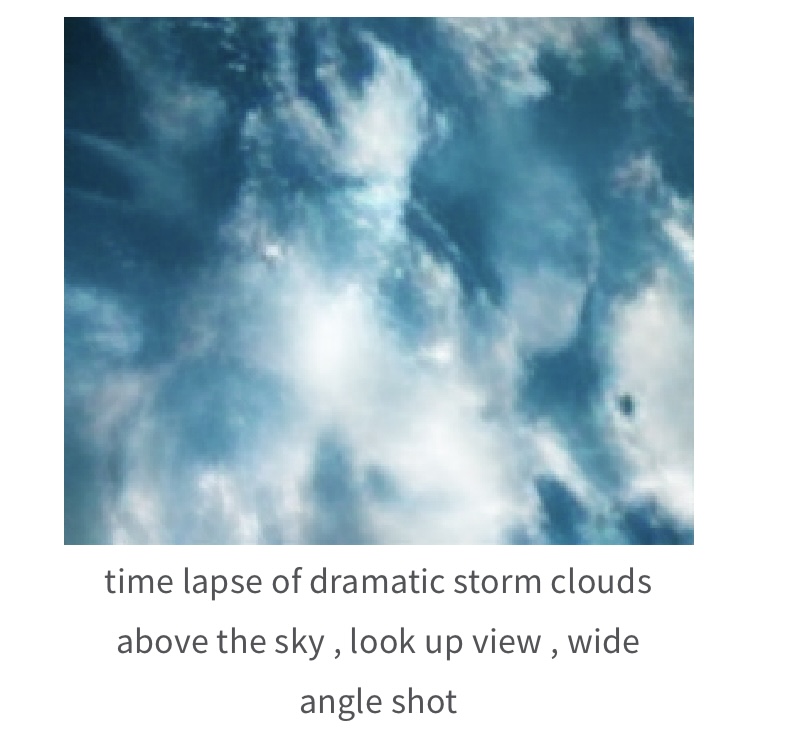 time lapse of dramatic storm clouds
above the sky , look up view , wide
angle shot